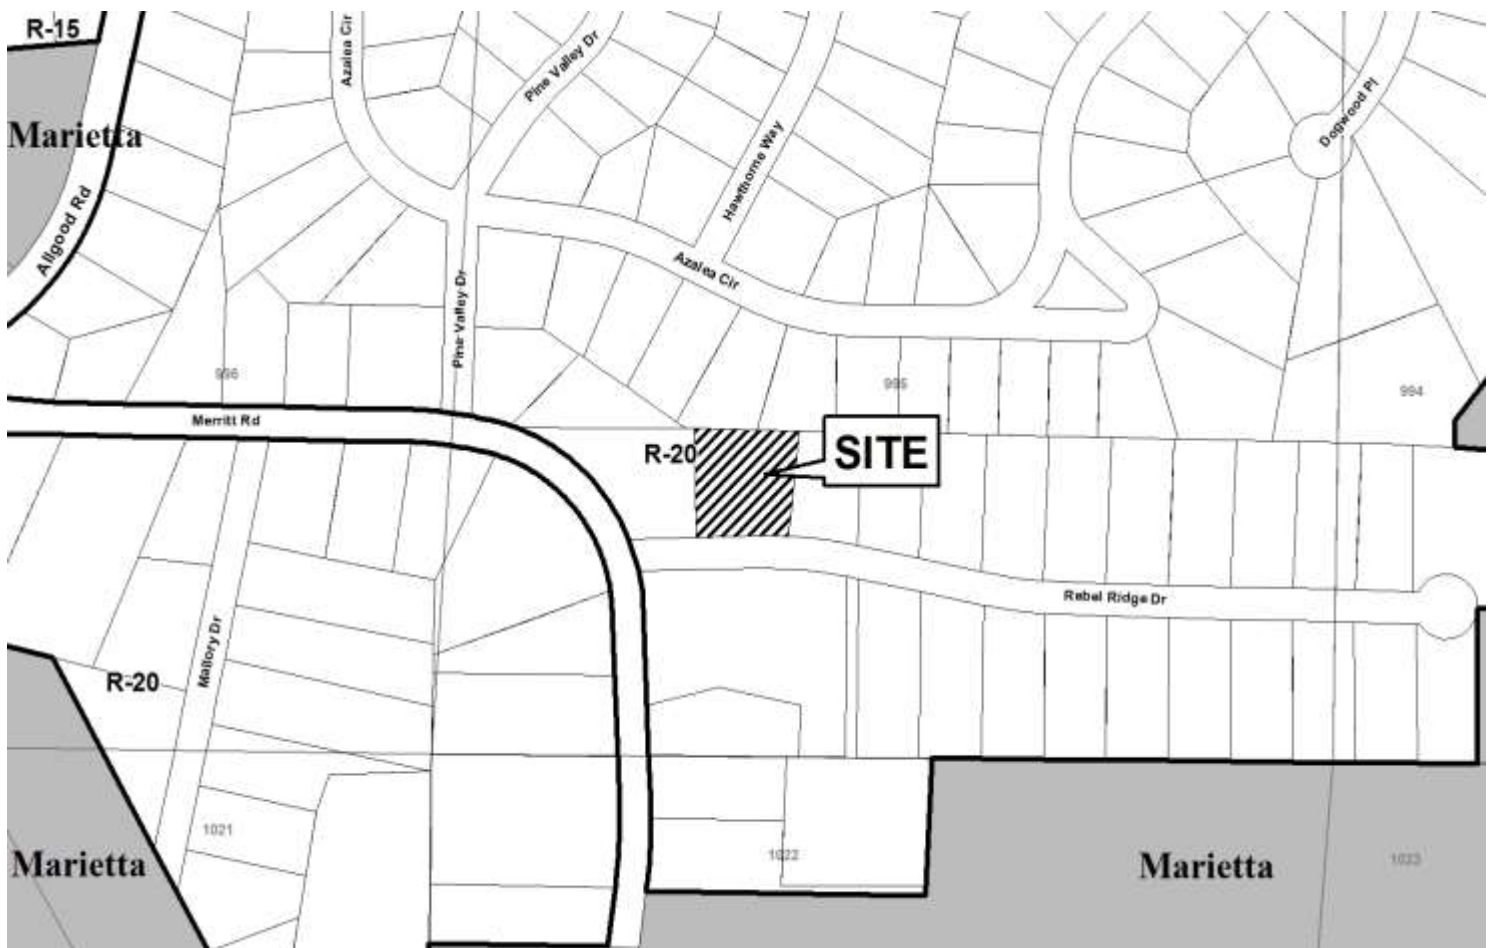 R-15
Azalea Cir
Pine Valley Dr
Dogwood Pl
Marietta
Hawthorne Way
Allgood Rd
Azalea Cir
Pine Valley Dr
996
995
994
Merritt Rd
R-20
SITE
Rebel Ridge Dr
Mallory Dr
R-20
1021
1022
1023
Marietta
Marietta